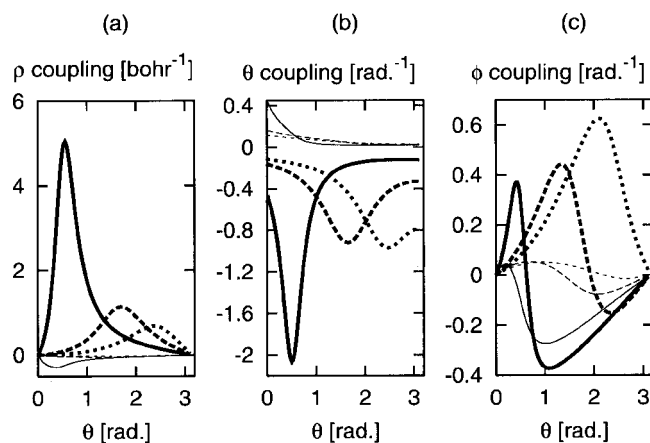 (a) (b) (c)
ρ coupling [bohr⁻¹] θ coupling [rad.⁻¹] ϕ coupling [rad.⁻¹]
6
4
2
0
0 1 2 3
θ [rad.]
0.4
0
-0.4
-0.8
-1.2
-1.6
-2
0 1 2 3
θ [rad.]
0.6
0.4
0.2
0
-0.2
-0.4
0 1 2 3
θ [rad.]